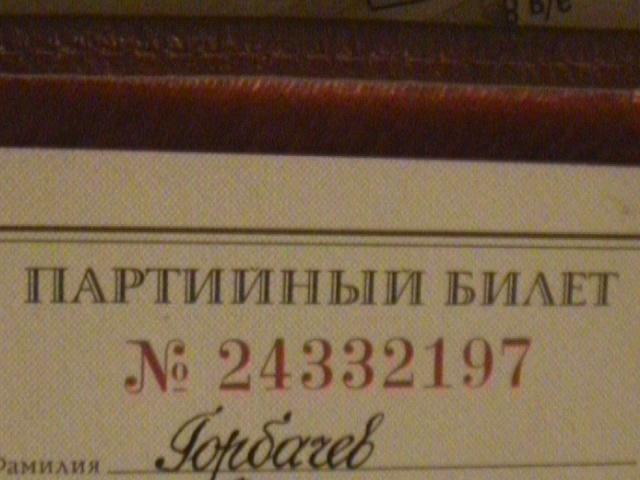 ПАРТИЙНЫЙ БИЛЕТ
№ 24332197
Фамилия Горбачев